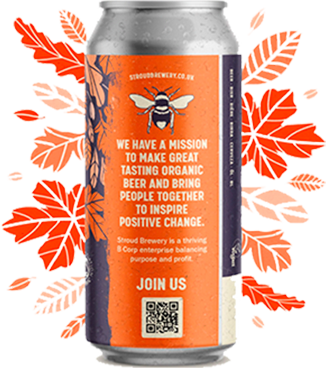 STROUDBREWERY.CO.UK
WE HAVE A MISSION
TO MAKE GREAT
TASTING ORGANIC
BEER AND BRING
PEOPLE TOGETHER
TO INSPIRE
POSITIVE CHANGE.
Stroud Brewery is a thriving
B Corp enterprise balancing
purpose and profit.
JOIN US